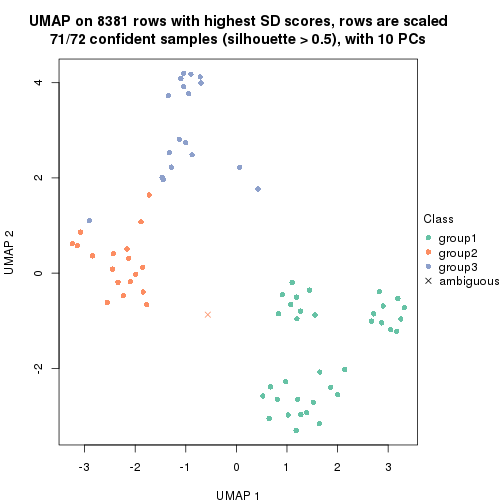 UMAP on 8381 rows with highest SD scores, rows are scaled
71/72 confident samples (silhouette > 0.5), with 10 PCs
4
2
0
-2
UMAP 2
-3
-2
-1
0
1
2
3
UMAP 1
Class
group1
group2
group3
ambiguous